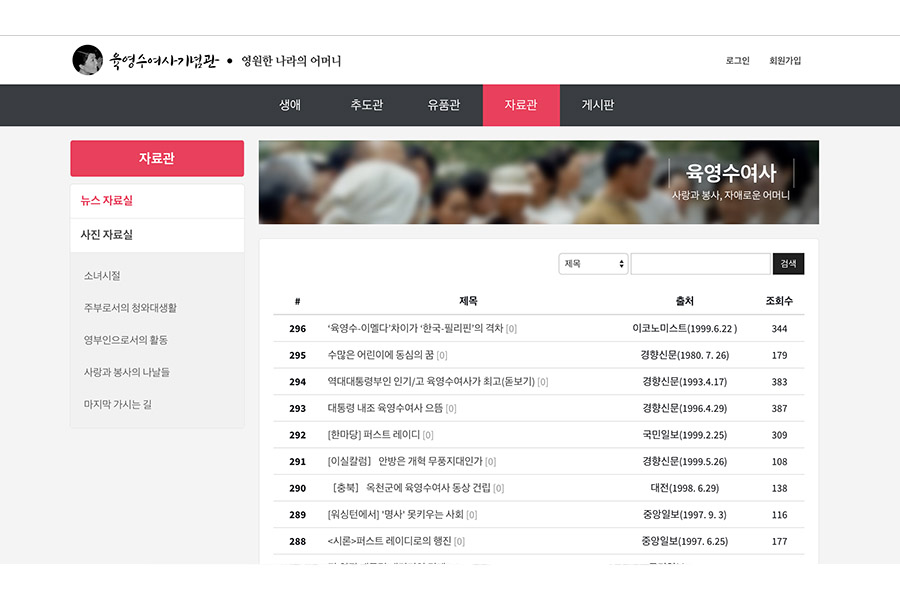 육영수여사기념관 • 영원한 나라의 어머니
로그인 회원가입
생애 추도관 유품관 자료관 게시판
자료관
뉴스 자료실
사진 자료실
소녀시절
주부로서의 청와대생활
영부인으로서의 활동
사랑과 봉사의 나날들
마지막 가시는 길
육영수여사
사랑과 봉사, 자애로운 어머니
제목 검색
# 제목 출처 조회수
296 '육영수-이멜다'차이가 '한국-필리핀'의 격차 [0] 이코노미스트(1999.6.22 ) 344
295 수많은 어린이에 동심의 꿈 [0] 경향신문(1980. 7. 26) 179
294 역대대통령부인 인기/고 육영수여사가 최고(돋보기) [0] 경향신문(1993.4.17) 383
293 대통령 내조 육영수여사 으뜸 [0] 경향신문(1996.4.29) 387
292 [한마당] 퍼스트 레이디 [0] 국민일보(1999.2.25) 309
291 [이실칼럼] 안방은 개혁 무풍지대인가 [0] 경향신문(1999.5.26) 108
290 [충북] 옥천군에 육영수여사 동상 건립 [0] 대전(1998. 6.29) 138
289 [워싱턴에서] '명사' 못키우는 사회 [0] 중앙일보(1997. 9. 3) 116
288 <시론>퍼스트 레이디로의 행진 [0] 중앙일보(1997. 6.25) 177